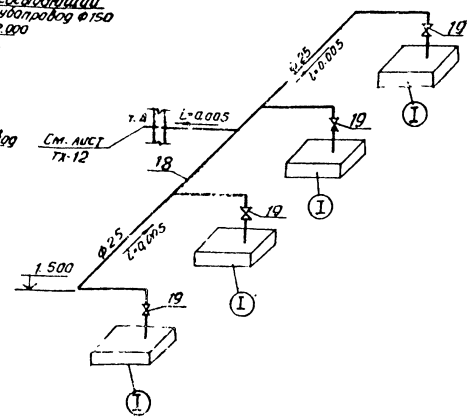 трубопровод Ф150
2.000
т. А
i=0.005
См. лист
ТХ-12
18
Ф25
i=0.005
Ф25
i=0.005
1.500
19
19
19
19
I
I
I
I